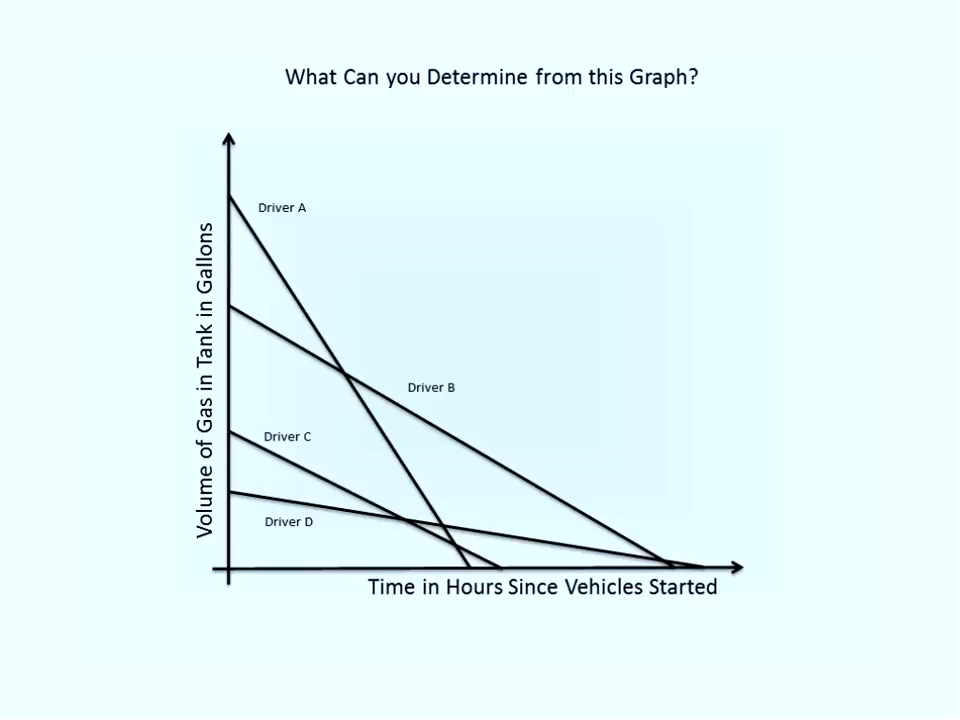 What Can you Determine from this Graph?
Driver A
Volume of Gas in Tank in Gallons
Driver B
Driver C
Driver D
Time in Hours Since Vehicles Started